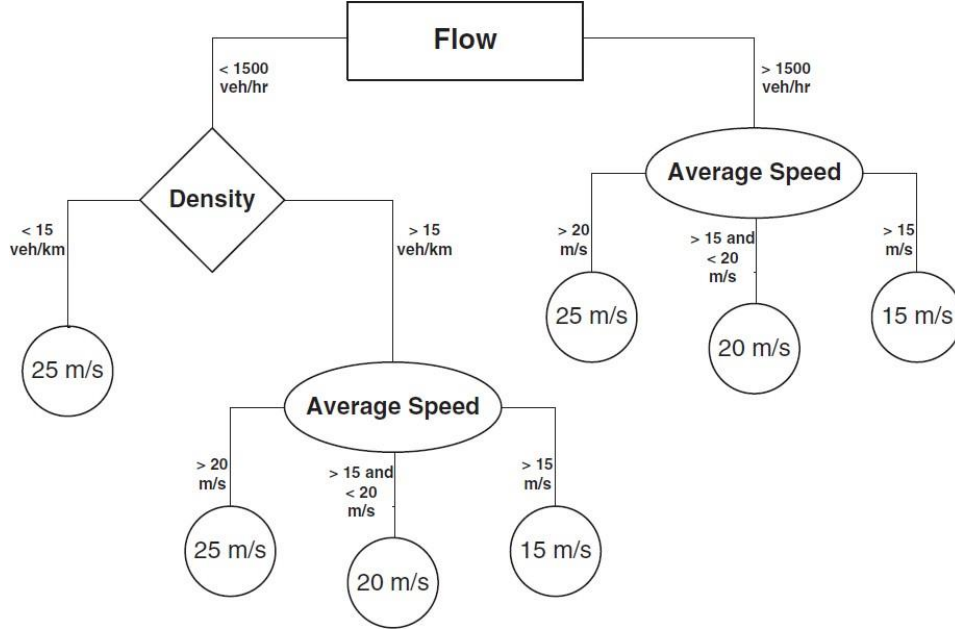 Flow
< 1500
veh/hr
> 1500
veh/hr
Density
Average Speed
< 15
veh/km
> 15
veh/km
> 20
m/s
> 15 and
< 20
m/s
> 15
m/s
25 m/s
20 m/s
15 m/s
25 m/s
Average Speed
> 20
m/s
> 15 and
< 20
m/s
> 15
m/s
25 m/s
20 m/s
15 m/s